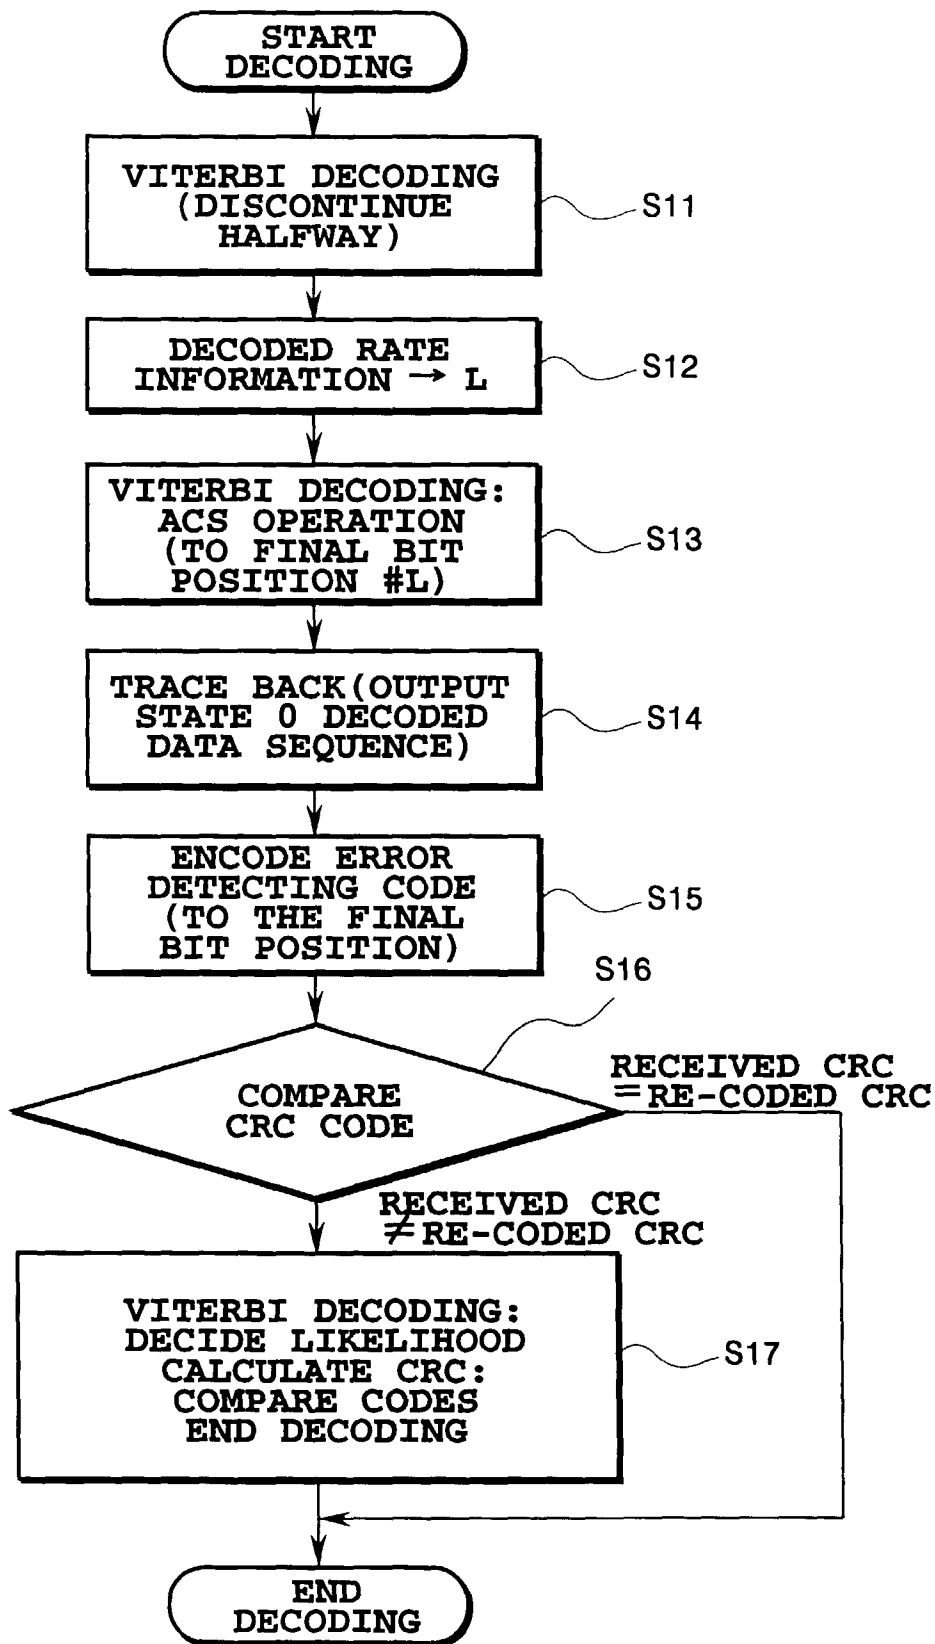 START
DECODING
VITERBI DECODING
(DISCONTINUE
HALFWAY)
S11
DECODED RATE
INFORMATION → L
S12
VITERBI DECODING:
ACS OPERATION
(TO FINAL BIT
POSITION #L)
S13
TRACE BACK(OUTPUT
STATE 0 DECODED
DATA SEQUENCE)
S14
ENCODE ERROR
DETECTING CODE
(TO THE FINAL
BIT POSITION)
S15
S16
COMPARE
CRC CODE
RECEIVED CRC
=RE-CODED CRC
RECEIVED CRC
≠RE-CODED CRC
VITERBI DECODING:
DECIDE LIKELIHOOD
CALCULATE CRC:
COMPARE CODES
END DECODING
S17
END
DECODING